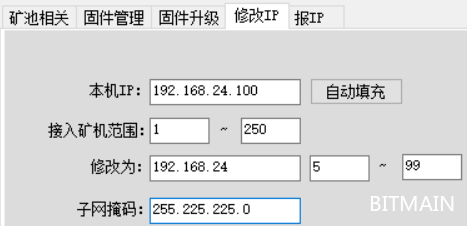 矿池相关 固件管理 固件升级 修改IP 报IP
本机IP: 192.168.24.100 自动填充
接入矿机范围: 1 ~ 250
修改为: 192.168.24 5 ~ 99
子网掩码: 255.225.225.0
BITMAIN